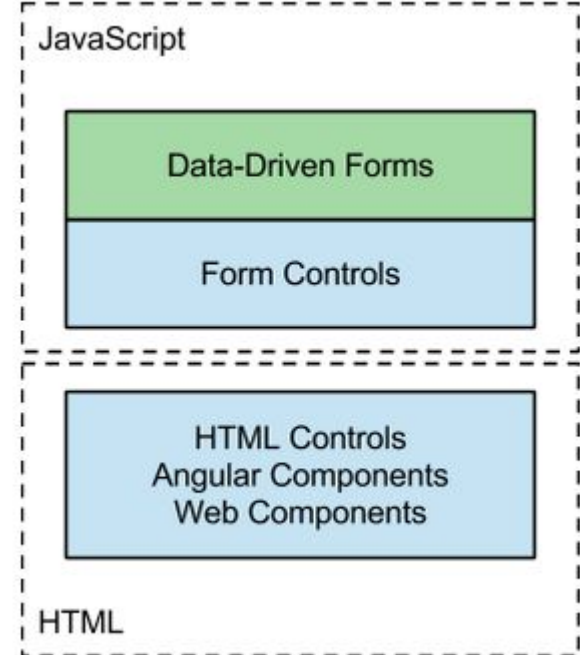 JavaScript
Data-Driven Forms
Form Controls
HTML Controls
Angular Components
Web Components
HTML